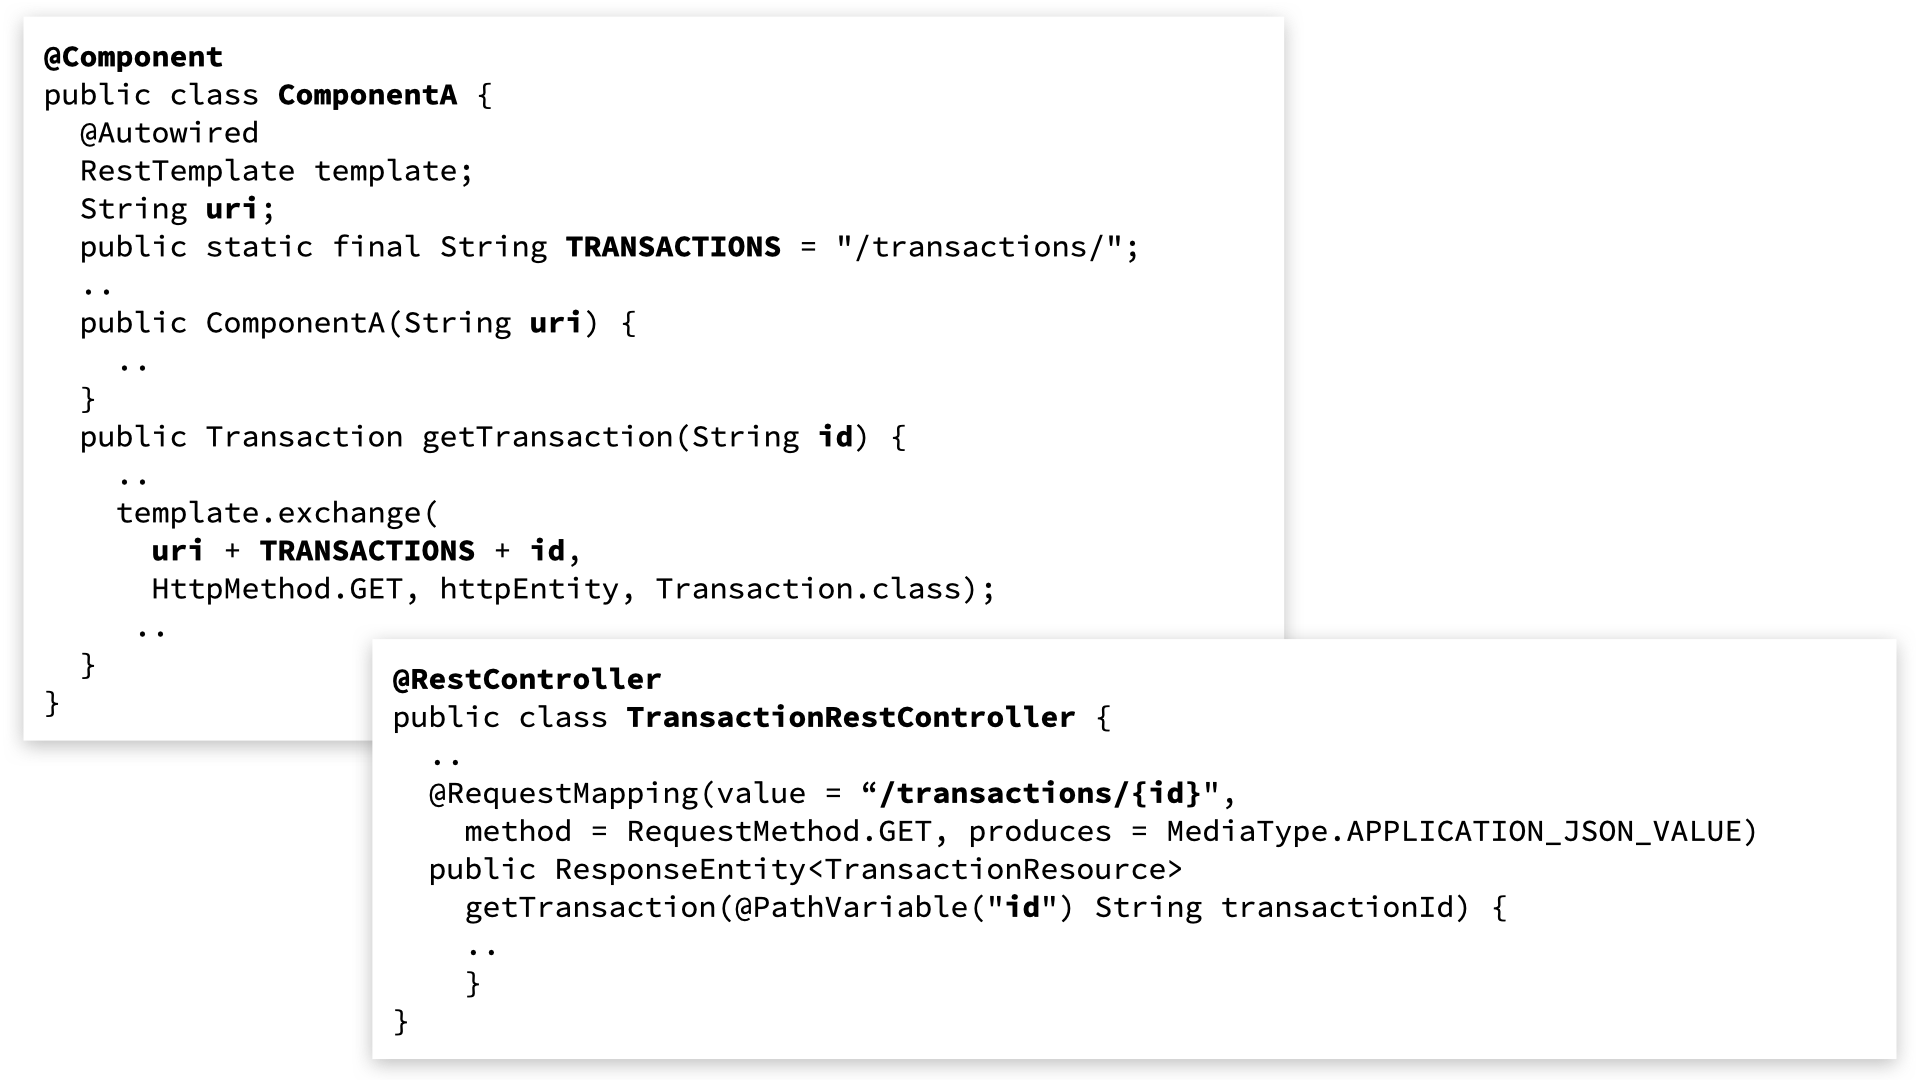 @Component
public class ComponentA {
  @Autowired
  RestTemplate template;
  String uri;
  public static final String TRANSACTIONS = "/transactions/";
  ..
  public ComponentA(String uri) {
    ..
  }
  public Transaction getTransaction(String id) {
    ..
    template.exchange(
      uri + TRANSACTIONS + id,
      HttpMethod.GET, httpEntity, Transaction.class);
     ..
  }
}
@RestController
public class TransactionRestController {
  ..
  @RequestMapping(value = “/transactions/{id}",
    method = RequestMethod.GET, produces = MediaType.APPLICATION_JSON_VALUE)
  public ResponseEntity<TransactionResource>
    getTransaction(@PathVariable("id") String transactionId) {
    ..
    }
}